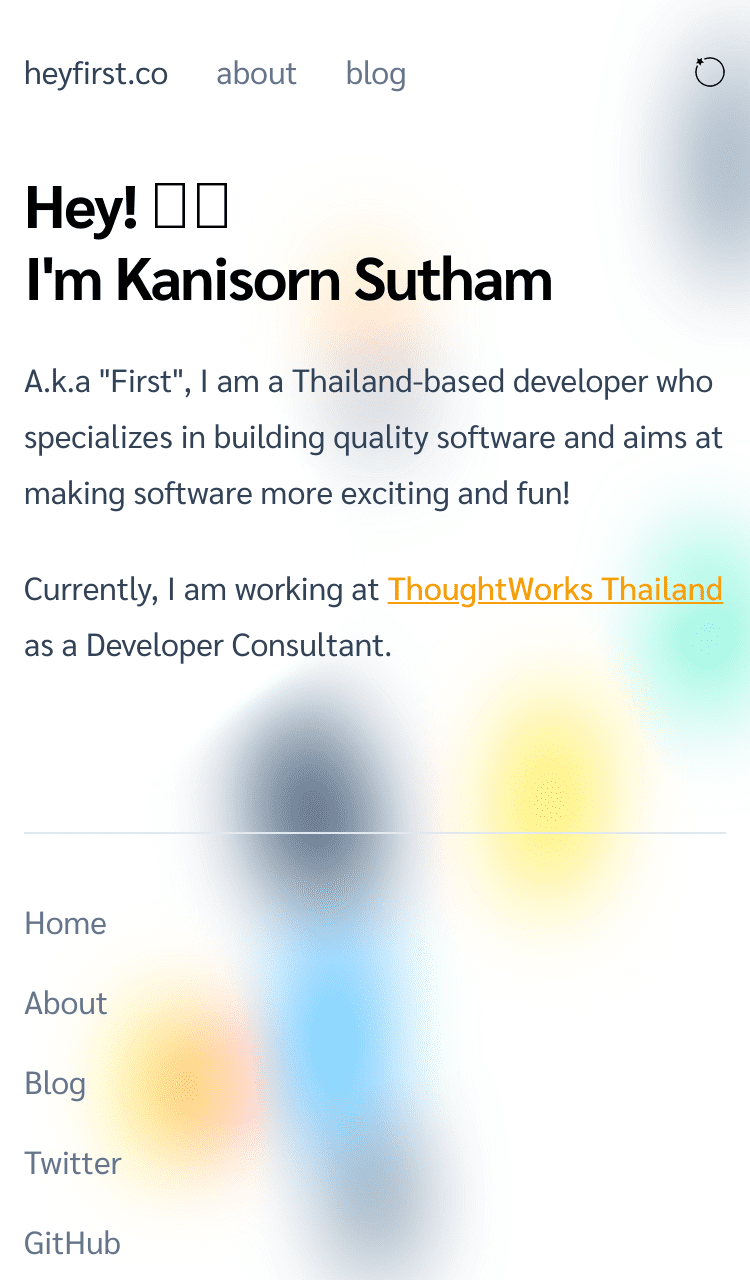 heyfirst.co about blog
Hey!
I'm Kanisorn Sutham
A.k.a "First", I am a Thailand-based developer who
specializes in building quality software and aims at
making software more exciting and fun!
Currently, I am working at ThoughtWorks Thailand
as a Developer Consultant.
Home
About
Blog
Twitter
GitHub